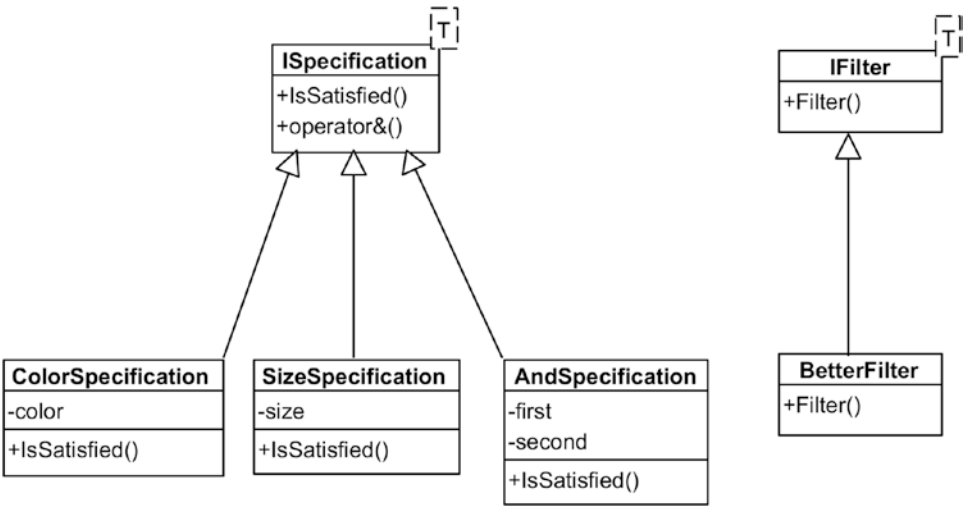 T
ISpecification
+IsSatisfied()
+operator&()
T
IFilter
+Filter()
ColorSpecification
-color
+IsSatisfied()
SizeSpecification
-size
+IsSatisfied()
AndSpecification
-first
-second
+IsSatisfied()
BetterFilter
+Filter()